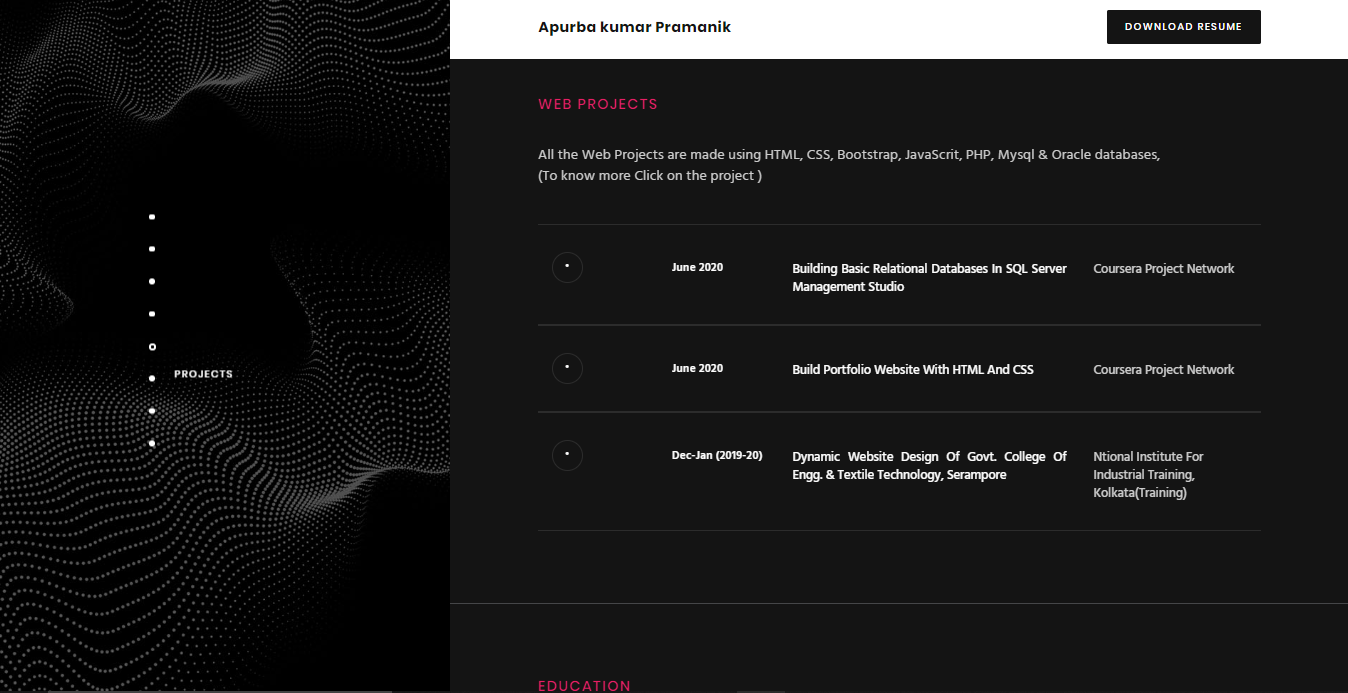 Apurba kumar Pramanik
DOWNLOAD RESUME
WEB PROJECTS
All the Web Projects are made using HTML, CSS, Bootstrap, JavaScrit, PHP, Mysql & Oracle databases,
(To know more Click on the project )
PROJECTS
June 2020
Building Basic Relational Databases In SQL Server
Management Studio
Coursera Project Network
June 2020
Build Portfolio Website With HTML And CSS
Coursera Project Network
Dec-Jan (2019-20)
Dynamic Website Design Of Govt. College Of
Engg. & Textile Technology, Serampore
Ntional Institute For
Industrial Training,
Kolkata(Training)
EDUCATION